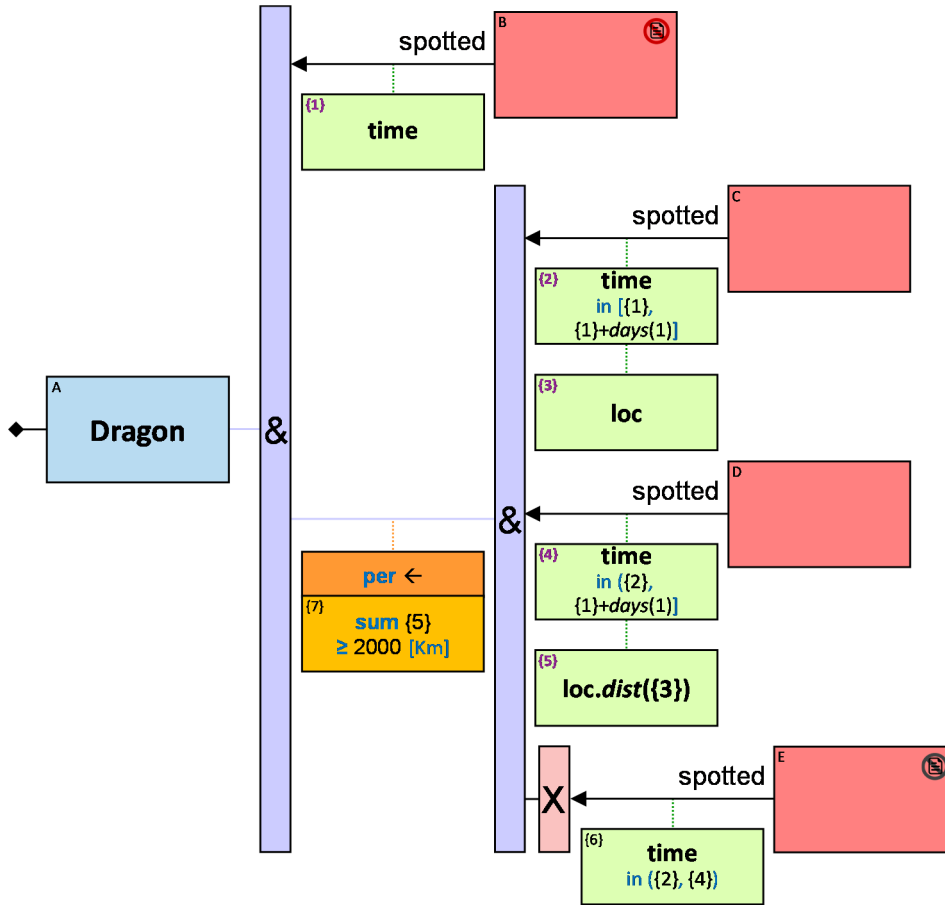 B
spotted
{1}
time
C
spotted
{2}
time
in [{1},
{1}+days(1)]
A
Dragon
&
{3}
loc
D
spotted
&
{4}
time
in ({2},
{1}+days(1)]
per ←
{7}
sum {5}
≥ 2000 [Km]
{5}
loc.dist({3})
E
spotted
X
{6}
time
in ({2}, {4})